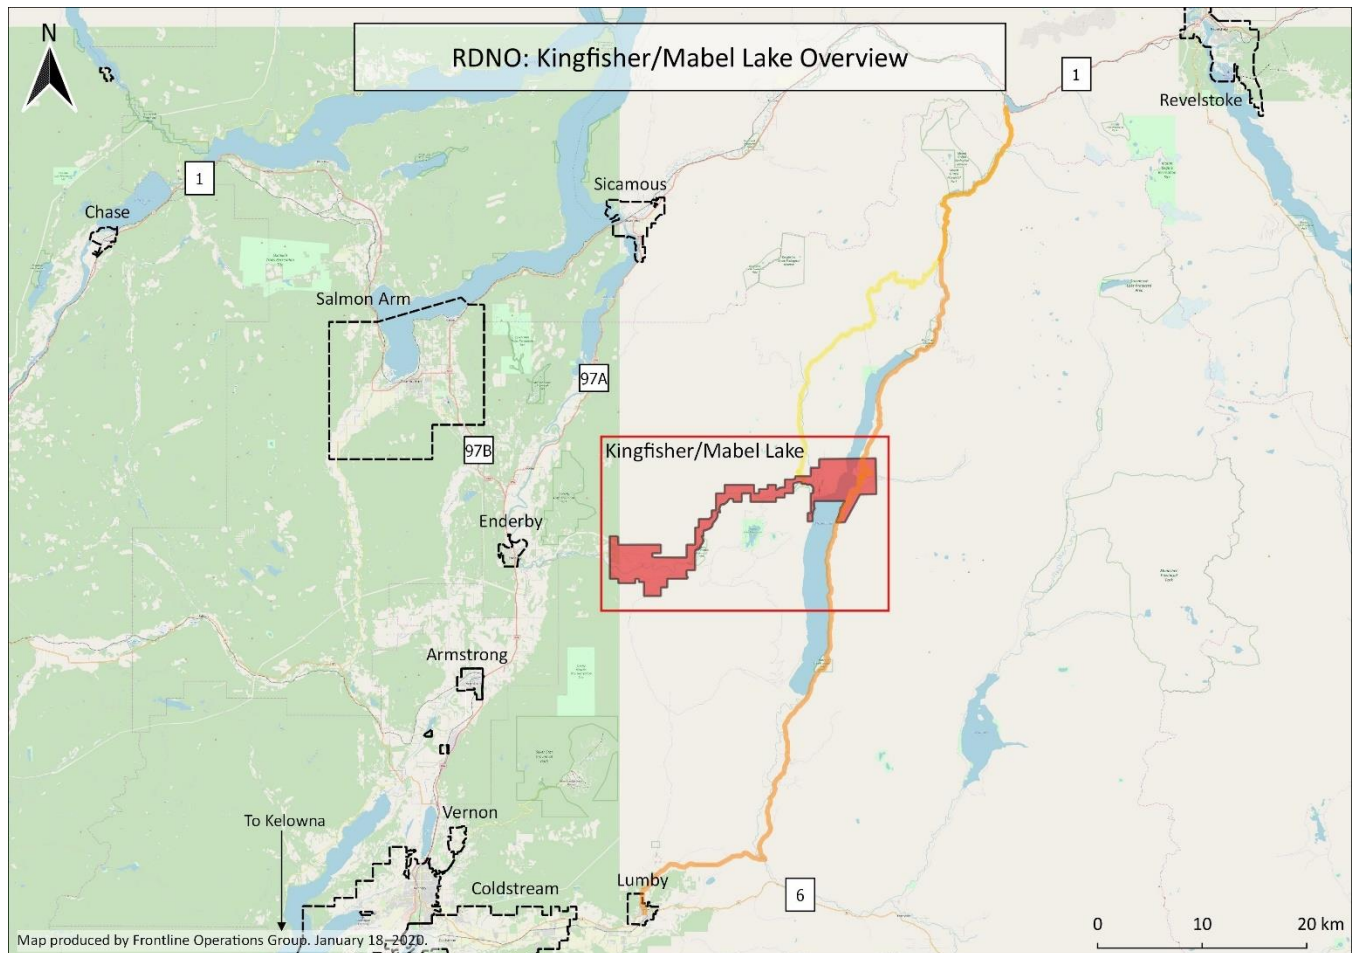 N
RDNO: Kingfisher/Mabel Lake Overview
1
Revelstoke
1
Sicamous
Chase
Salmon Arm
97A
97B
Kingfisher/Mabel Lake
Enderby
Armstrong
To Kelowna
Vernon
Coldstream
Lumby
6
0 10 20 km
Map produced by Frontline Operations Group. January 18, 2020.